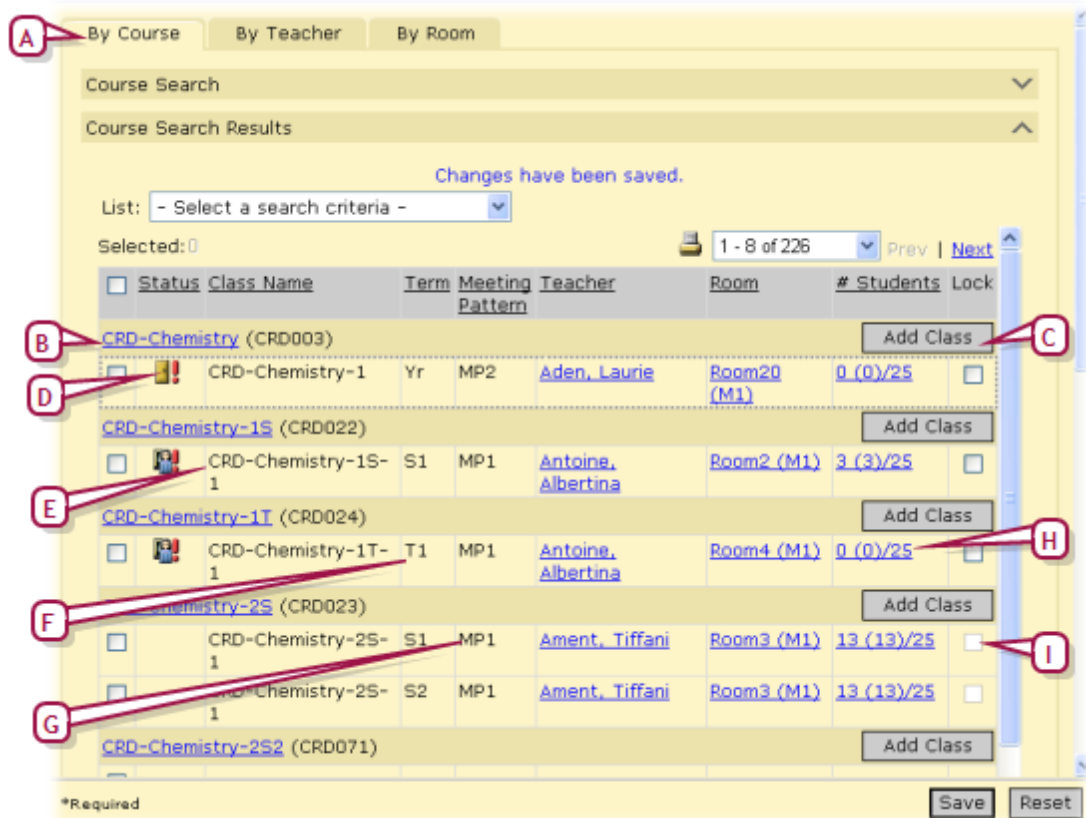 A By Course By Teacher By Room
Course Search
Course Search Results
Changes have been saved.
List: - Select a search criteria -
Selected: 0 1 - 8 of 226 Prev | Next
Status Class Name Term Meeting Pattern Teacher Room # Students Lock
B CRD-Chemistry (CRD003) Add Class C
D CRD-Chemistry-1 Yr MP2 Aden, Laurie Room20 0 (0)/25
(M1)
CRD-Chemistry-1S (CRD022) Add Class
CRD-Chemistry-1S- S1 MP1 Antoine, Room2 (M1) 3 (3)/25
E 1 Albertina
CRD-Chemistry-1T (CRD024) Add Class
CRD-Chemistry-1T- T1 MP1 Antoine, Room4 (M1) 0 (0)/25 H
1 Albertina
F Chemistry-2S (CRD023) Add Class
CRD-Chemistry-2S- S1 MP1 Ament, Tiffani Room3 (M1) 13 (13)/25 I
1
G CRD-Chemistry-2S- S2 MP1 Ament, Tiffani Room3 (M1) 13 (13)/25
1
CRD-Chemistry-2S2 (CRD071) Add Class
*Required Save Reset